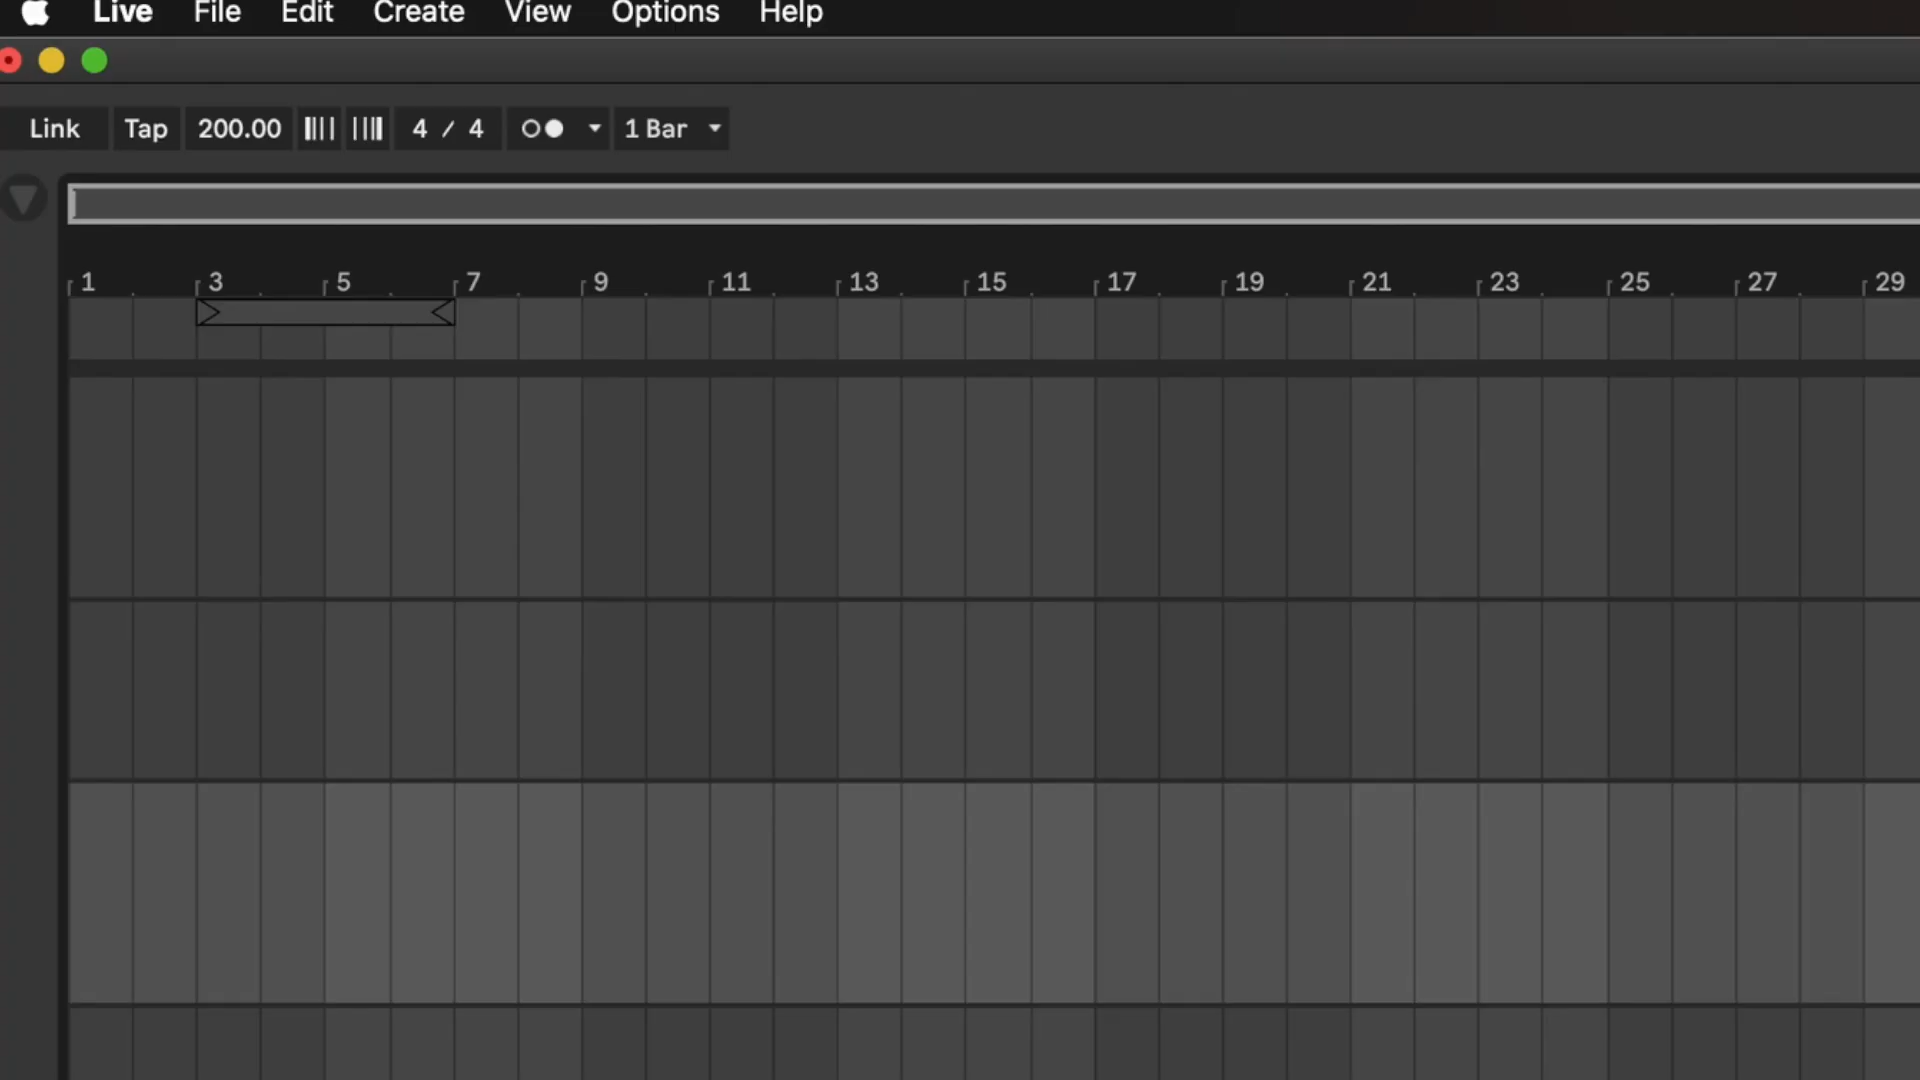 Live File Edit Create View Options Help
Link Tap 200.00 4 / 4 1 Bar
1 3 5 7 9 11 13 15 17 19 21 23 25 27 29